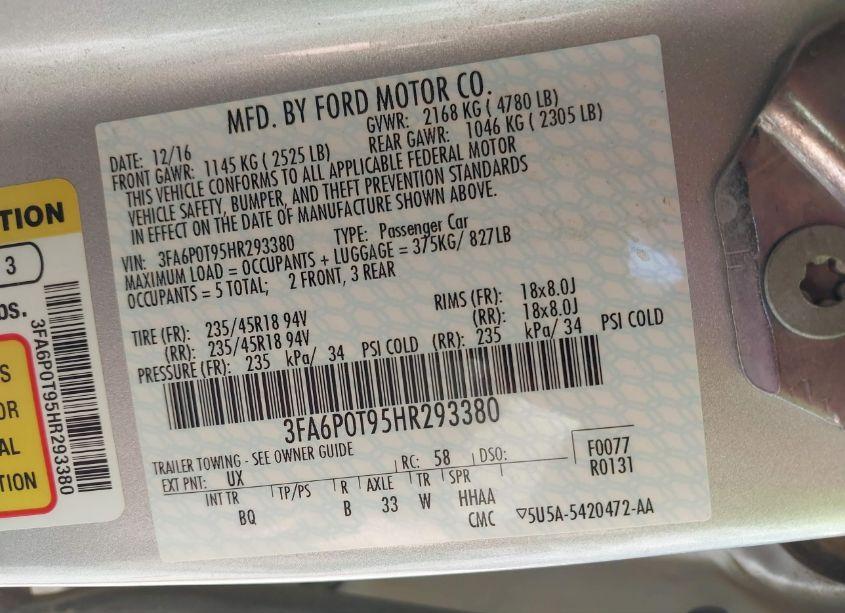 MFD. BY FORD MOTOR CO.
DATE: 12/16 GVWR: 2168 KG ( 4780 LB)
FRONT GAWR: 1145 KG ( 2525 LB) REAR GAWR: 1046 KG ( 2305 LB)
THIS VEHICLE CONFORMS TO ALL APPLICABLE FEDERAL MOTOR
VEHICLE SAFETY, BUMPER, AND THEFT PREVENTION STANDARDS
IN EFFECT ON THE DATE OF MANUFACTURE SHOWN ABOVE.
VIN: 3FA6P0T95HR293380 TYPE: Passenger Car
MAXIMUM LOAD = OCCUPANTS + LUGGAGE = 375KG/ 827LB
OCCUPANTS = 5 TOTAL; 2 FRONT, 3 REAR
TIRE (FR): 235/45R18 94V RIMS (FR): 18x8.0J
(RR): 235/45R18 94V (RR): 18x8.0J
PRESSURE (FR): 235 kPa/ 34 PSI COLD (RR): 235 kPa/ 34 PSI COLD
3FA6P0T95HR293380
TRAILER TOWING - SEE OWNER GUIDE
EXT PNT: UX RC: 58 DSO: F0077
R0131
INT TR TP/PS R AXLE TR SPR
BQ B 33 W HHAA
CMC ▽5U5A-5420472-AA
TION
3
bs.
S
OR
AL
TION
3FA6P0T95HR293380